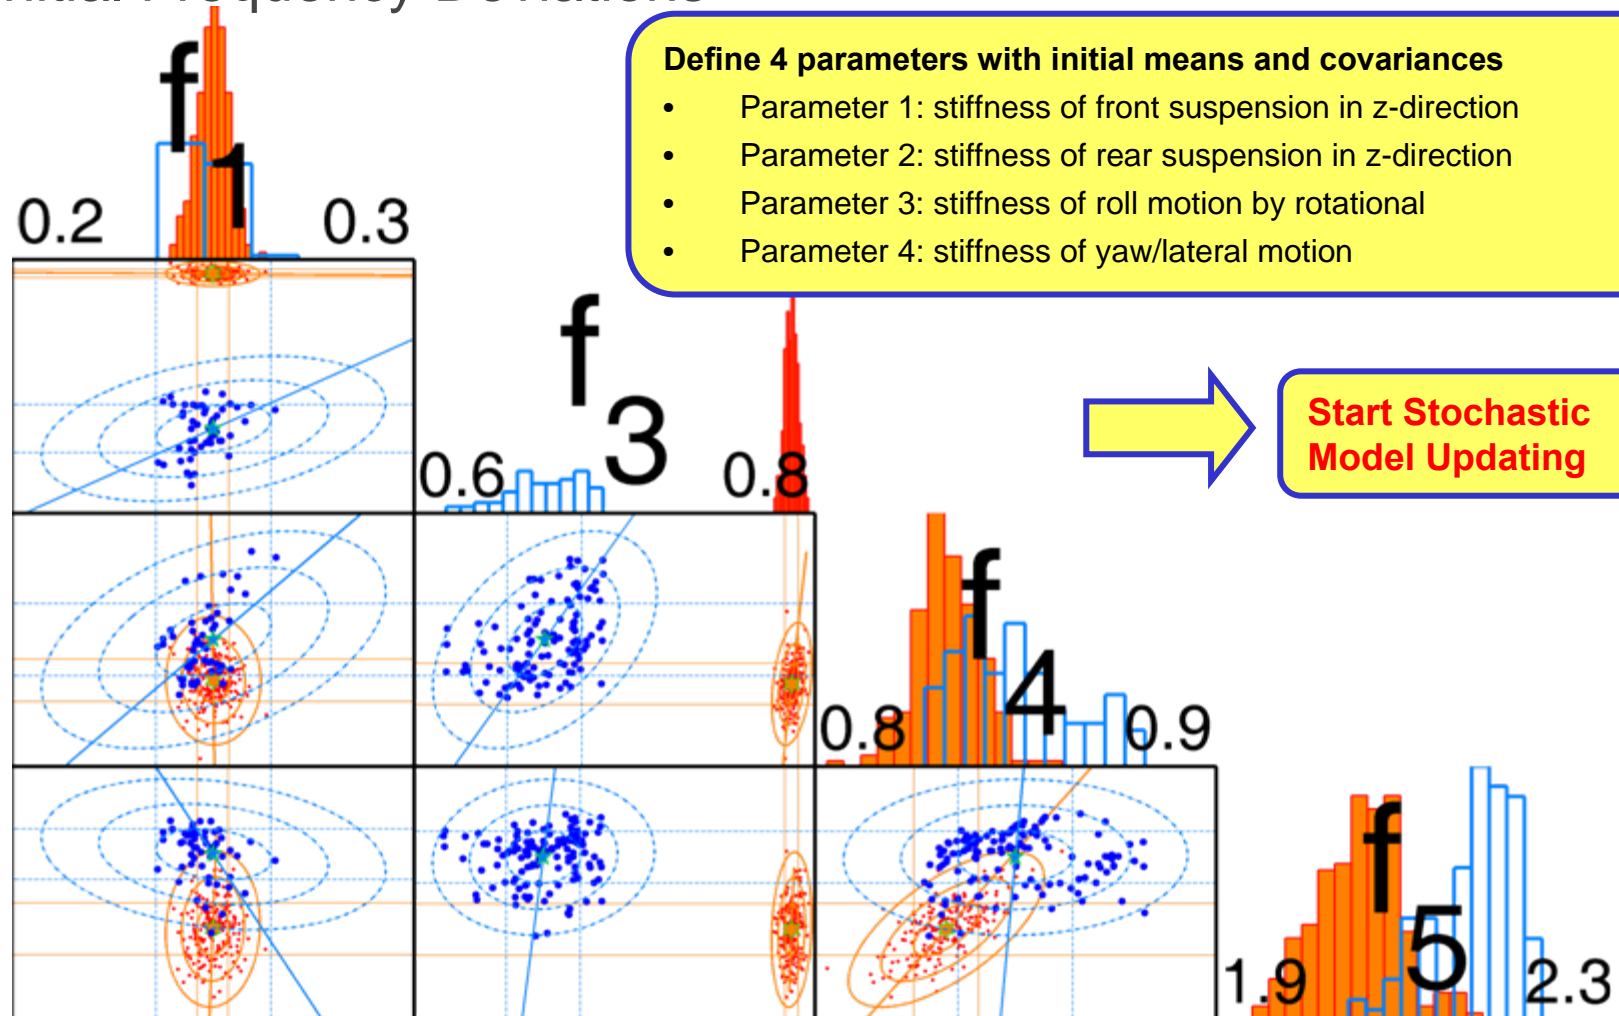 Initial Frequency Deviations
Define 4 parameters with initial means and covariances
• Parameter 1: stiffness of front suspension in z-direction
• Parameter 2: stiffness of rear suspension in z-direction
• Parameter 3: stiffness of roll motion by rotational
• Parameter 4: stiffness of yaw/lateral motion
f1
0.2 0.3
f3
0.6 0.8
Start Stochastic
Model Updating
f4
0.8 0.9
f5
1.9 2.3